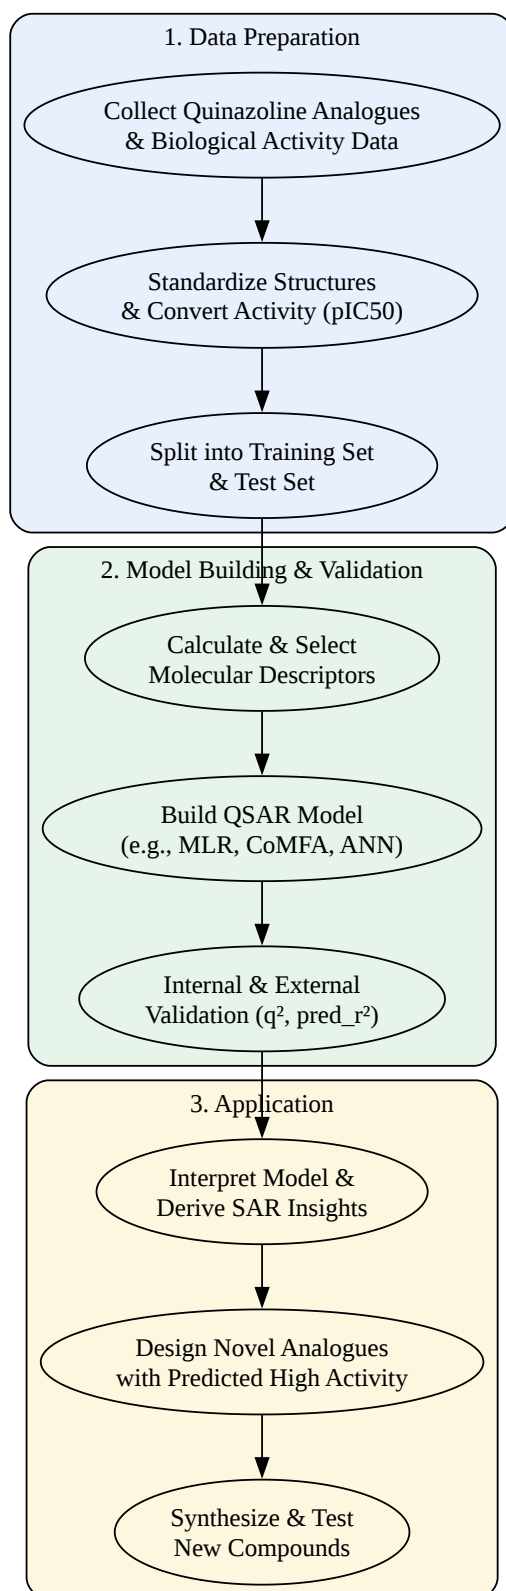 1. Data Preparation
Collect Quinazoline Analogues
& Biological Activity Data
Standardize Structures
& Convert Activity (pIC50)
Split into Training Set
& Test Set
2. Model Building & Validation
Calculate & Select
Molecular Descriptors
Build QSAR Model
(e.g., MLR, CoMFA, ANN)
Internal & External
Validation (q², pred_r²)
3. Application
Interpret Model &
Derive SAR Insights
Design Novel Analogues
with Predicted High Activity
Synthesize & Test
New Compounds